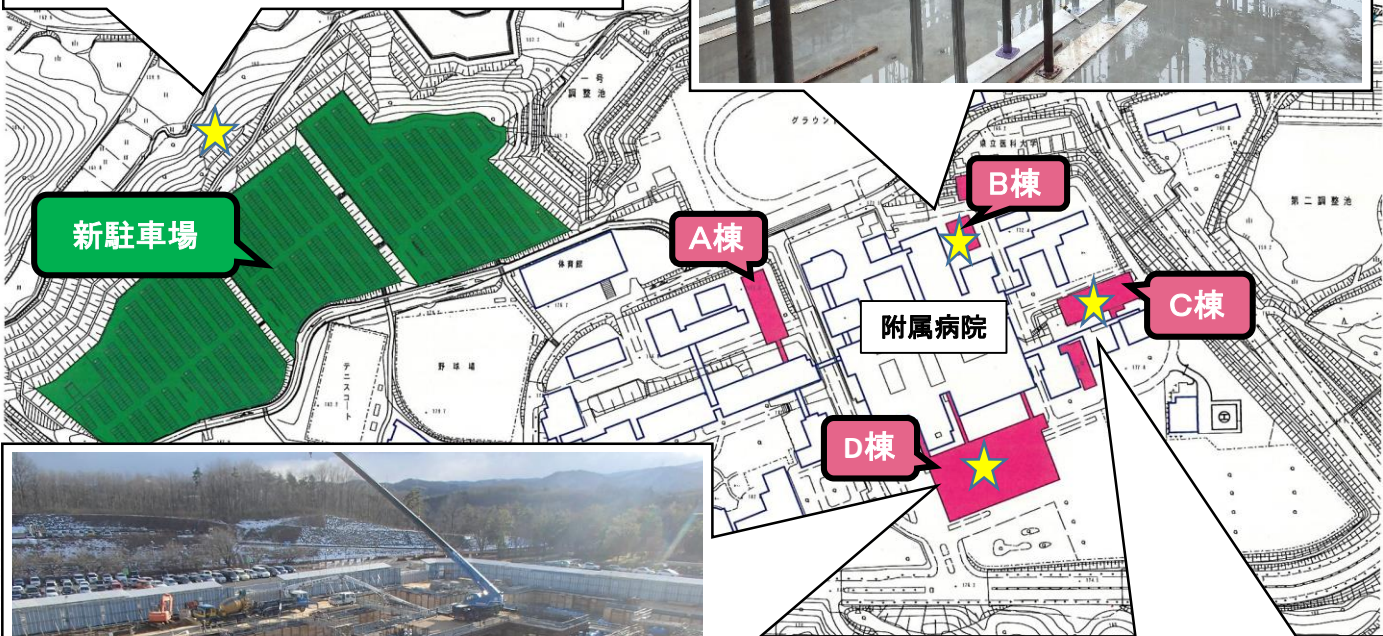 一号
調整池
グラウン
県立医科大学
B棟
第二調整池
新駐車場
A棟
体育館
C棟
附属病院
テニスコート
野球場
D棟